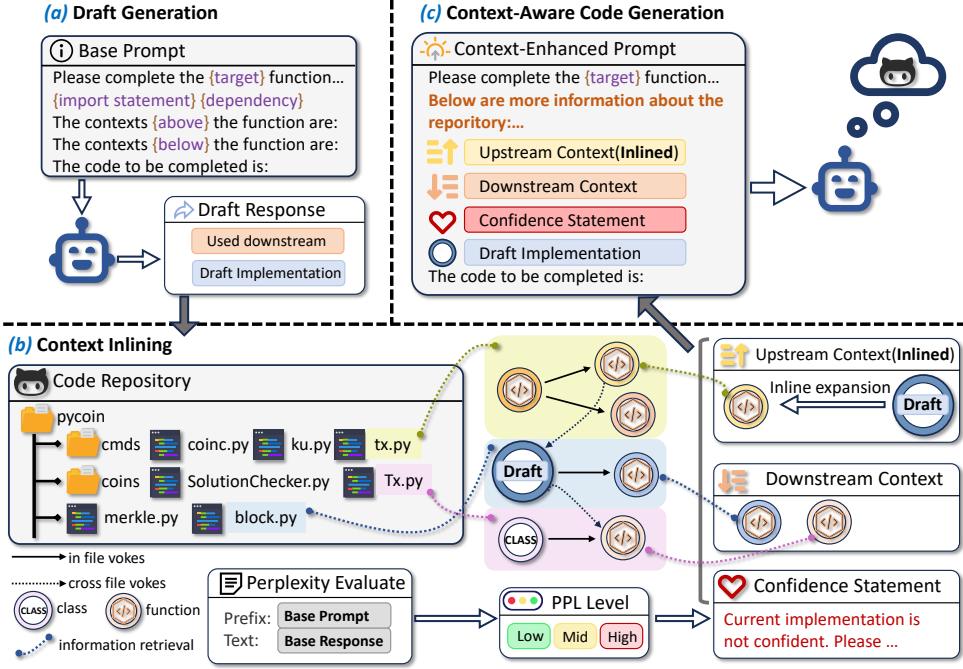 (a) Draft Generation
Base Prompt
Please complete the {target} function...
{import statement} {dependency}
The contexts {above} the function are:
The contexts {below} the function are:
The code to be completed is:
Draft Response
Used downstream
Draft Implementation
(c) Context-Aware Code Generation
Context-Enhanced Prompt
Please complete the {target} function...
Below are more information about the
reporitory:...
Upstream Context(Inlined)
Downstream Context
Confidence Statement
Draft Implementation
The code to be completed is:
(b) Context Inlining
Code Repository
pycoin
cmds coinc.py ku.py tx.py
coins SolutionChecker.py Tx.py
merkle.py block.py
in file vokes
cross file vokes
CLASS class function
information retrieval
Draft
CLASS
Upstream Context(Inlined)
Inline expansion
Draft
Downstream Context
Confidence Statement
Current implementation is
not confident. Please ...
Perplexity Evaluate
Prefix: Base Prompt
Text: Base Response
PPL Level
Low Mid High